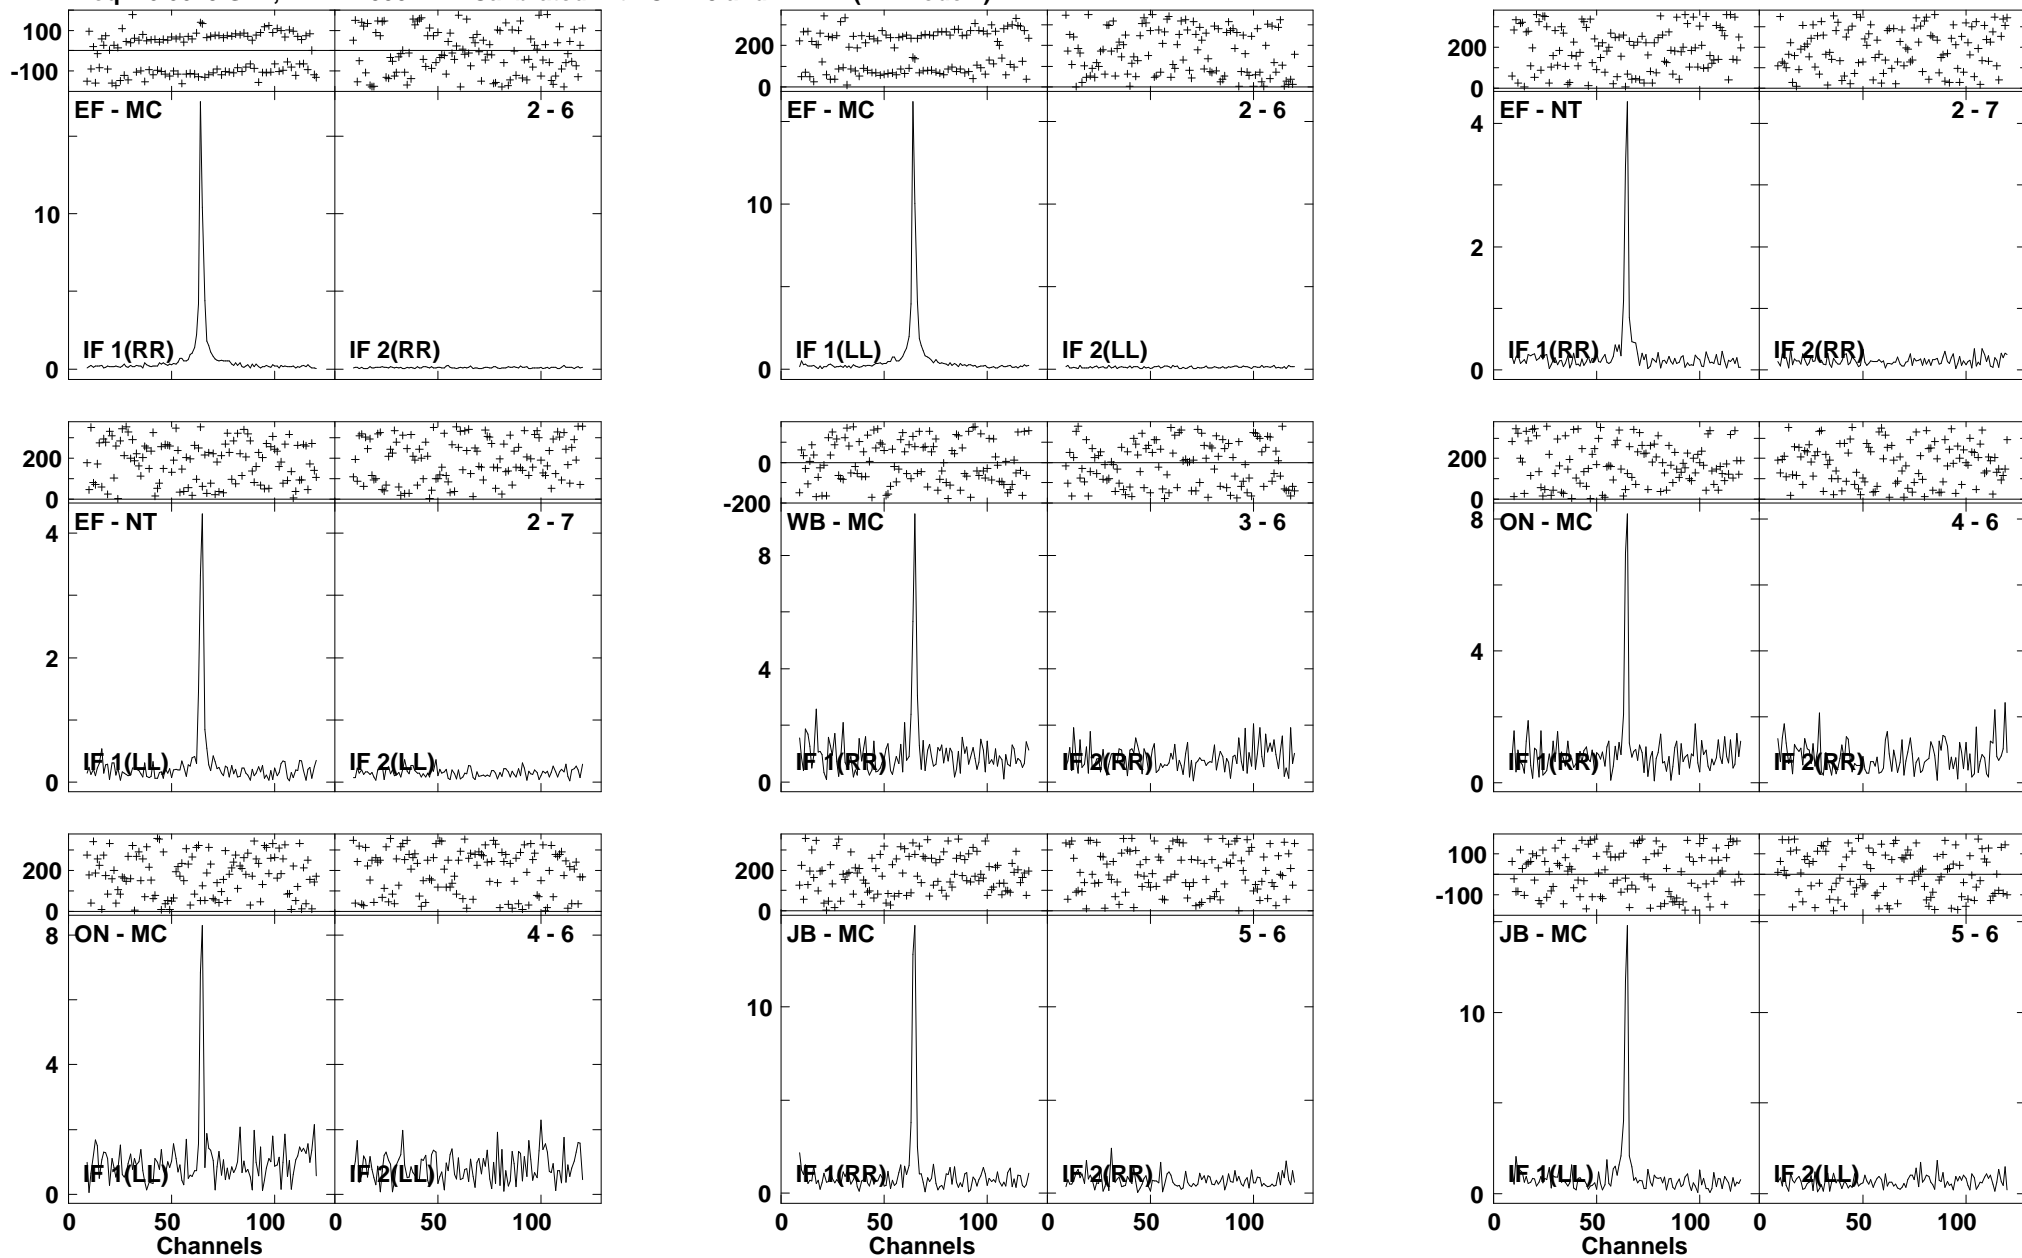 100
-100
EF - MC 2 - 6
10
0
IF 1(RR) IF 2(RR)
200
0
EF - MC 2 - 6
10
0
IF 1(LL) IF 2(LL)
200
0
EF - NT 2 - 7
4
2
0
IF 1(RR) IF 2(RR)
200
0
EF - NT 2 - 7
4
2
0
IF 1(LL) IF 2(LL)
0
-200
WB - MC 3 - 6
8
4
0
IF 1(RR) IF 2(RR)
200
0
ON - MC 4 - 6
8
4
0
IF 1(RR) IF 2(RR)
200
0
ON - MC 4 - 6
8
4
0
IF 1(LL) IF 2(LL)
0 50 100 0 50 100
Channels
200
0
JB - MC 5 - 6
10
0
IF 1(RR) IF 2(RR)
0 50 100 0 50 100
Channels
100
-100
JB - MC 5 - 6
10
0
IF 1(LL) IF 2(LL)
0 50 100 0 50 100
Channels